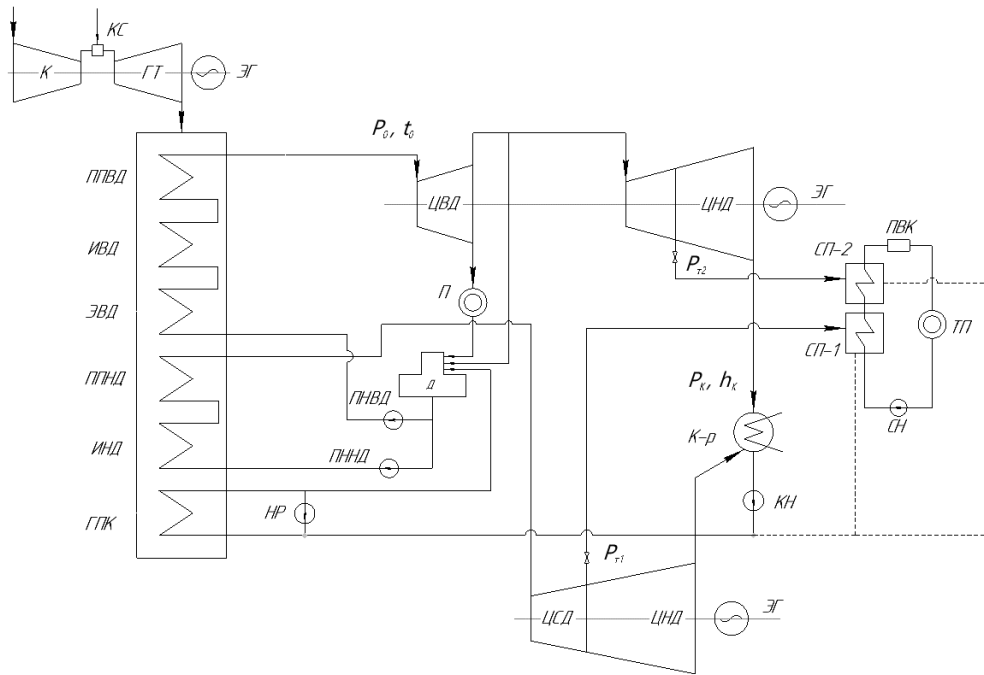 КС
К
ГТ
ЭГ
P₀, t₀
ППВД
ЦВД
ЦНД
ЭГ
ИВД
ПВК
СП-2
Pт2
П
ЭВД
ТП
СП-1
ППНД
Д
ПНВД
Pк, hк
СН
К-р
ИНД
ПННД
КН
НР
ГПК
Pт1
ЦСД
ЦНД
ЭГ